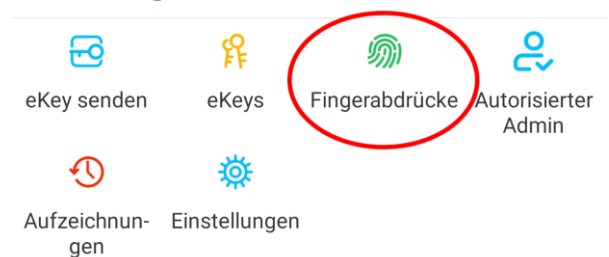 eKey senden eKeys Fingerabdrücke Autorisierter
Admin
Aufzeichnun- Einstellungen
gen